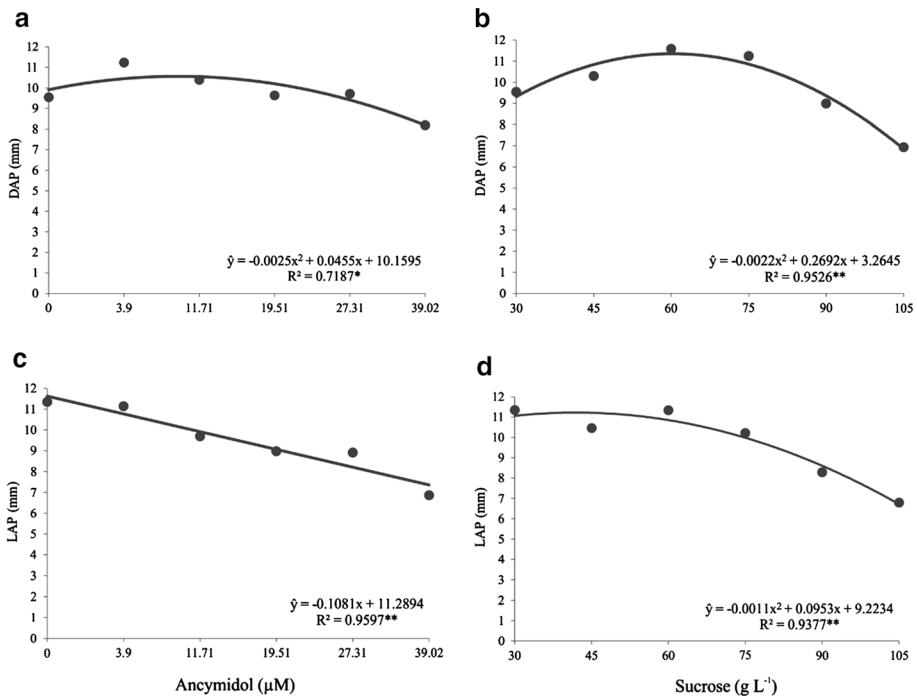 a
DAP (mm)
12
11
10
9
8
7
6
5
4
3
2
1
0
0 3.9 11.71 19.51 27.31 39.02
ŷ = -0.0025x² + 0.0455x + 10.1595
R² = 0.7187*
b
DAP (mm)
12
11
10
9
8
7
6
5
4
3
2
1
0
30 45 60 75 90 105
ŷ = -0.0022x² + 0.2692x + 3.2645
R² = 0.9526**
c
LAP (mm)
12
11
10
9
8
7
6
5
4
3
2
1
0
0 3.9 11.71 19.51 27.31 39.02
ŷ = -0.1081x + 11.2894
R² = 0.9597**
Ancymidol (µM)
d
LAP (mm)
12
11
10
9
8
7
6
5
4
3
2
1
0
30 45 60 75 90 105
ŷ = -0.0011x² + 0.0953x + 9.2234
R² = 0.9377**
Sucrose (g L⁻¹)